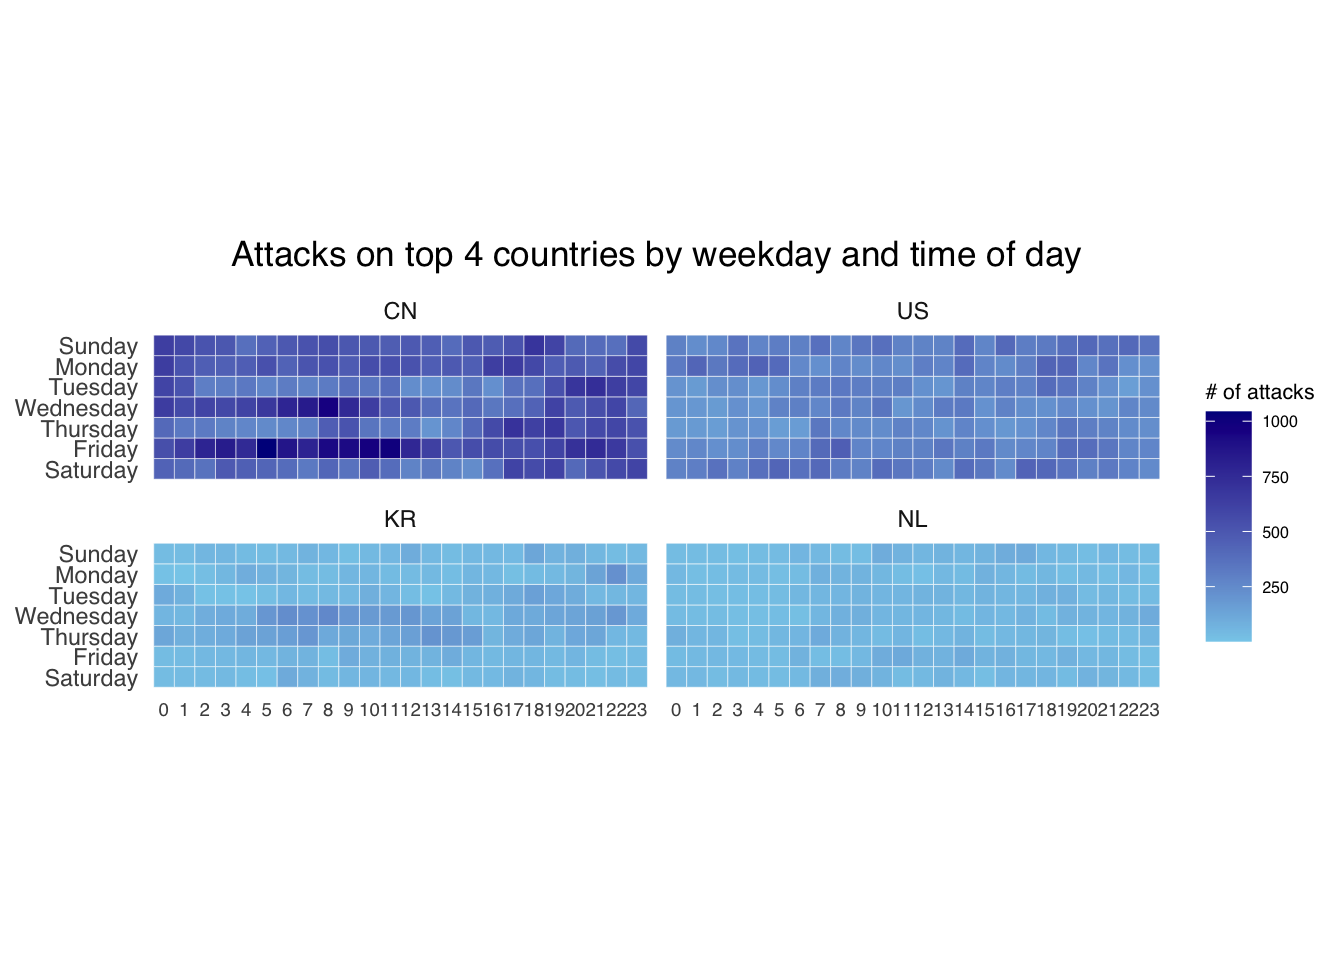 Attacks on top 4 countries by weekday and time of day
CN
US
Sunday
Monday
Tuesday
Wednesday
Thursday
Friday
Saturday
# of attacks
1000
750
500
250
KR
NL
Sunday
Monday
Tuesday
Wednesday
Thursday
Friday
Saturday
0 1 2 3 4 5 6 7 8 9 10 11 12 13 14 15 16 17 18 19 20 21 22 23
0 1 2 3 4 5 6 7 8 9 10 11 12 13 14 15 16 17 18 19 20 21 22 23